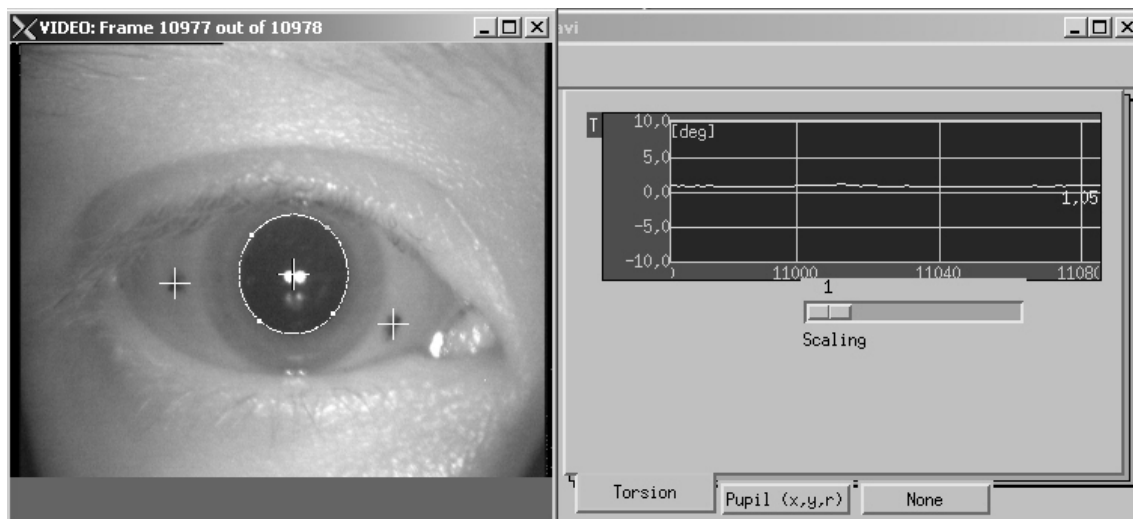 VIDEO: Frame 10977 out of 10978
avi
T
10,0
[deg]
5,0
0,0
1,05
-5,0
-10,0
11000 11040 11080
1
Scaling
Torsion Pupil (x,y,r) None